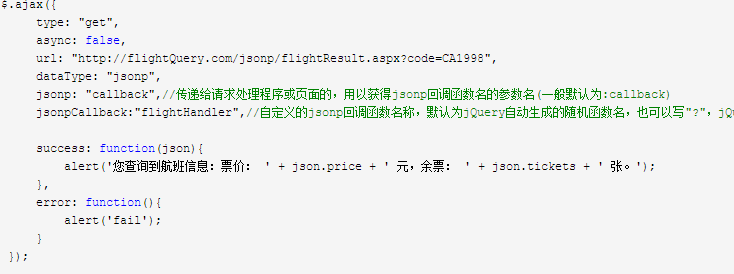 $.ajax({
type: "get",
async: false,
url: "http://flightQuery.com/jsonp/flightResult.aspx?code=CA1998",
dataType: "jsonp",
jsonp: "callback",//传递给请求处理程序或页面的，用以获得jsonp回调函数名的参数名(一般默认为:callback)
jsonpCallback:"flightHandler",//自定义的jsonp回调函数名称，默认为jQuery自动生成的随机函数名，也可以写"?"，jQ
success: function(json){
alert('您查询到航班信息：票价： ' + json.price + ' 元，余票： ' + json.tickets + ' 张。');
},
error: function(){
alert('fail');
}
});